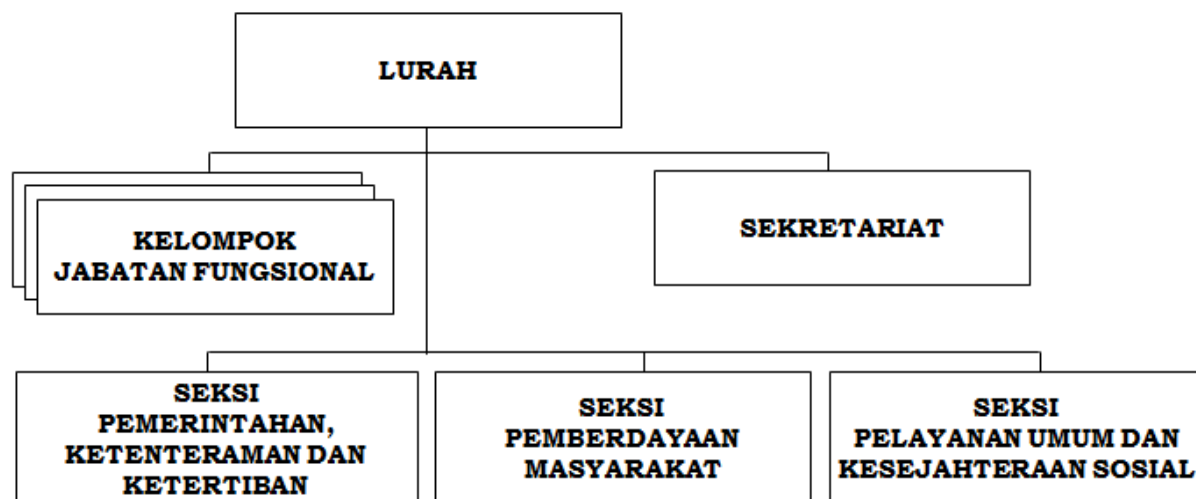 LURAH
KELOMPOK
JABATAN FUNGSIONAL
SEKRETARIAT
SEKSI
PEMERINTAHAN,
KETENTERAMAN DAN
KETERTIBAN
SEKSI
PEMBERDAYAAN
MASYARAKAT
SEKSI
PELAYANAN UMUM DAN
KESEJAHTERAAN SOSIAL